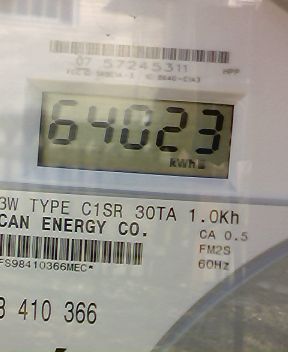 07 57245311 HPP
64023
kWh
3W TYPE C1SR 30TA 1.0Kh
CAN ENERGY CO.
CA 0.5
FM2S
60Hz
FS98410366MEC*
410 366